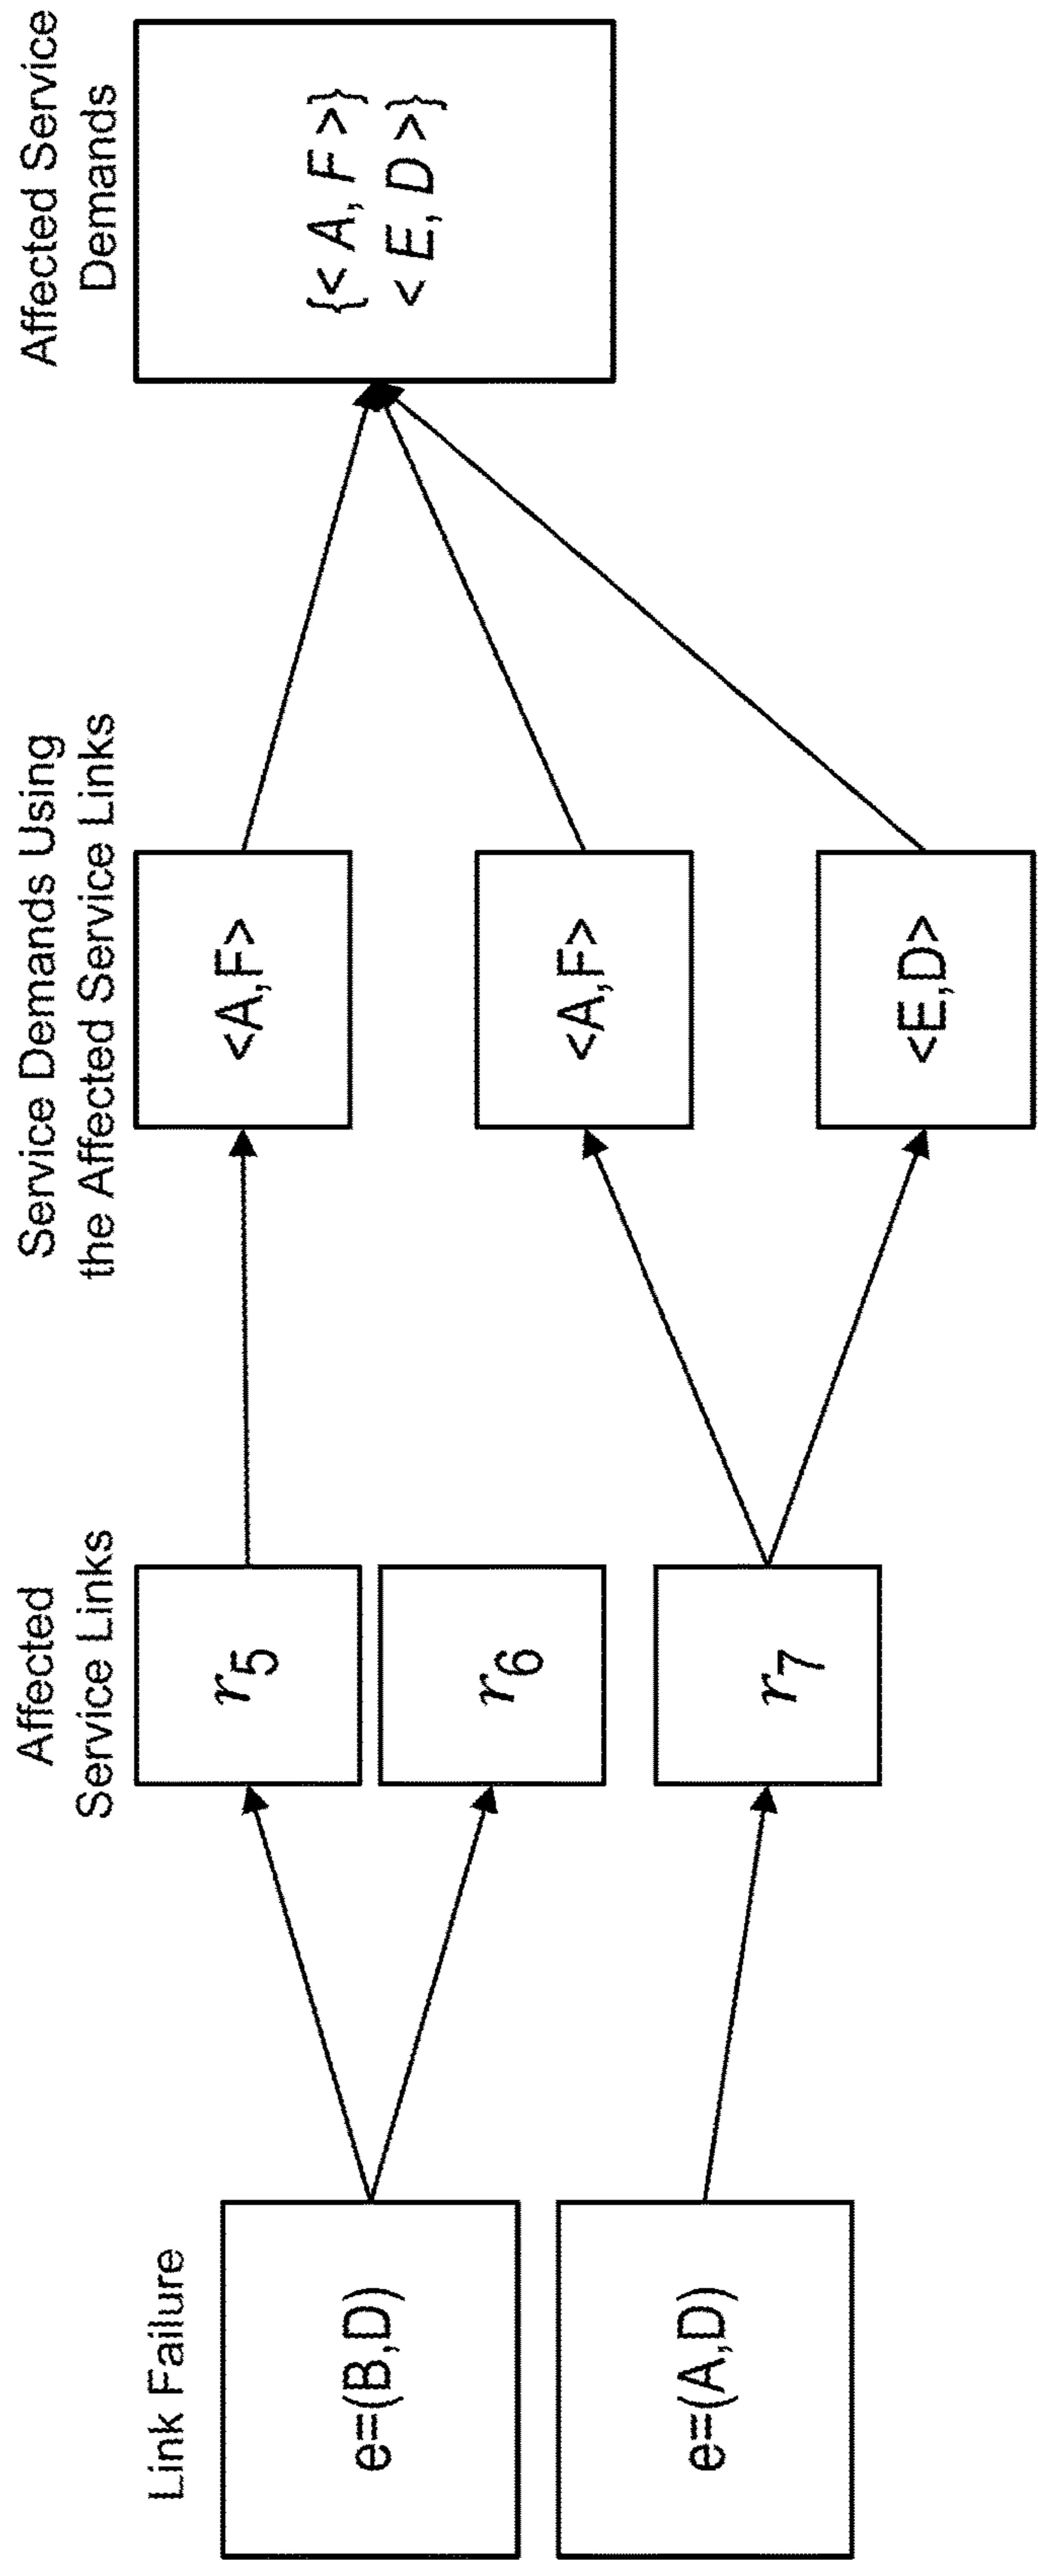 Link Failure
e=(B,D)
e=(A,D)
Affected
Service Links
r5
r6
r7
Service Demands Using
the Affected Service Links
<A,F>
<A,F>
<E,D>
Affected Service
Demands
{< A, F >}
< E, D >}